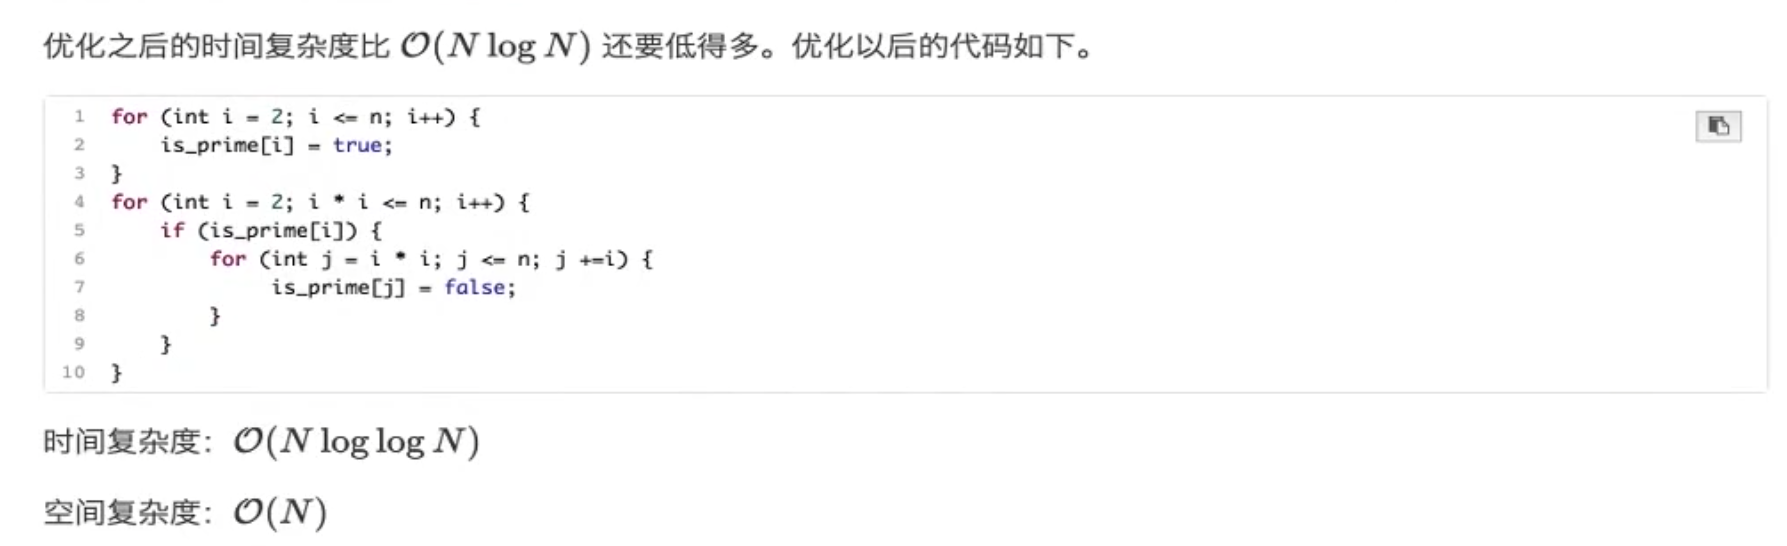 优化之后的时间复杂度比 O(N log N) 还要低得多。优化以后的代码如下。
1 for (int i = 2; i <= n; i++) {
2     is_prime[i] = true;
3 }
4 for (int i = 2; i * i <= n; i++) {
5     if (is_prime[i]) {
6         for (int j = i * i; j <= n; j +=i) {
7             is_prime[j] = false;
8         }
9     }
10 }
时间复杂度：O(N log log N)
空间复杂度：O(N)